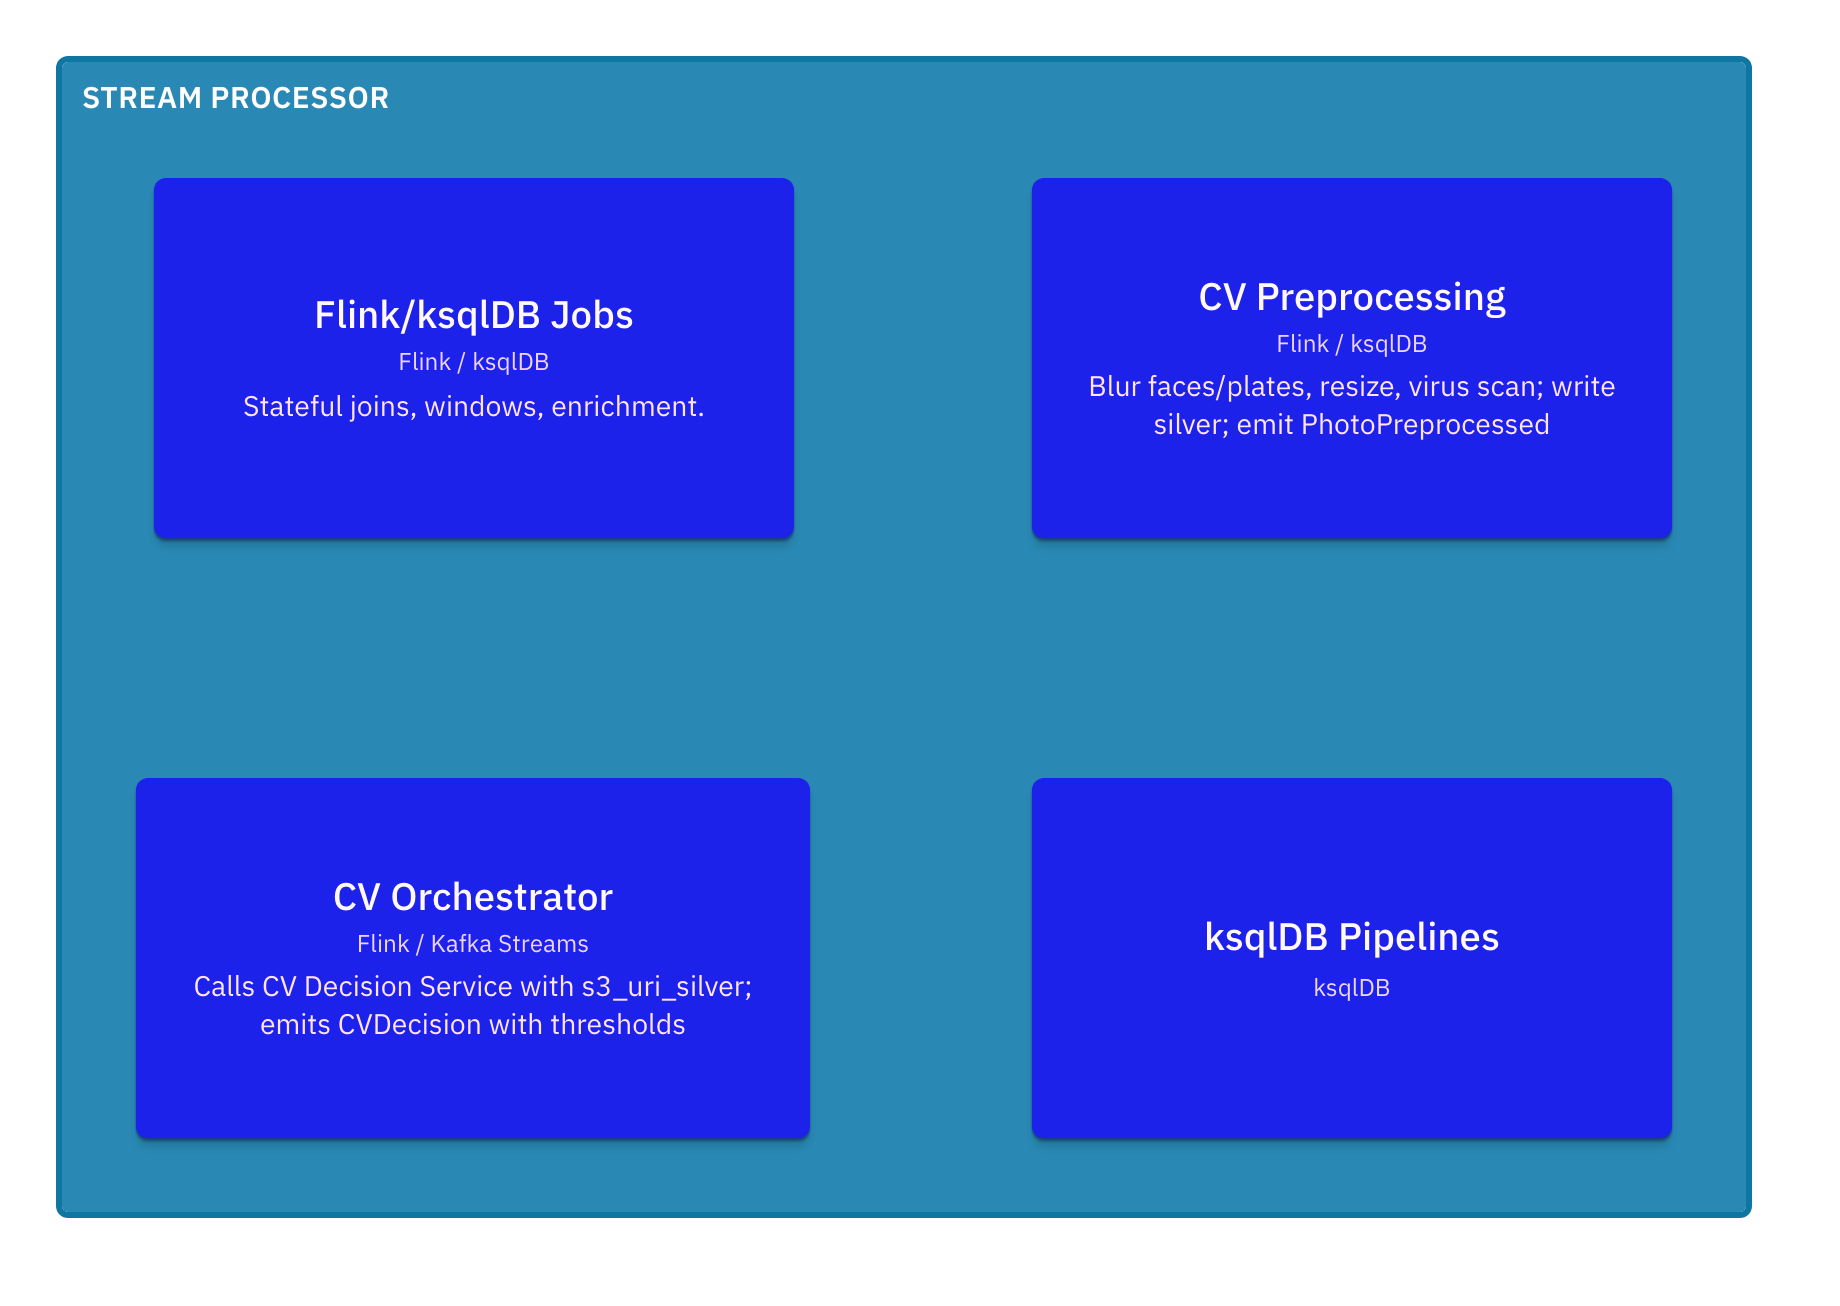 STREAM PROCESSOR
Flink/ksqlDB Jobs
Flink / ksqlDB
Stateful joins, windows, enrichment.
CV Preprocessing
Flink / ksqlDB
Blur faces/plates, resize, virus scan; write
silver; emit PhotoPreprocessed
CV Orchestrator
Flink / Kafka Streams
Calls CV Decision Service with s3_uri_silver;
emits CVDecision with thresholds
ksqlDB Pipelines
ksqlDB